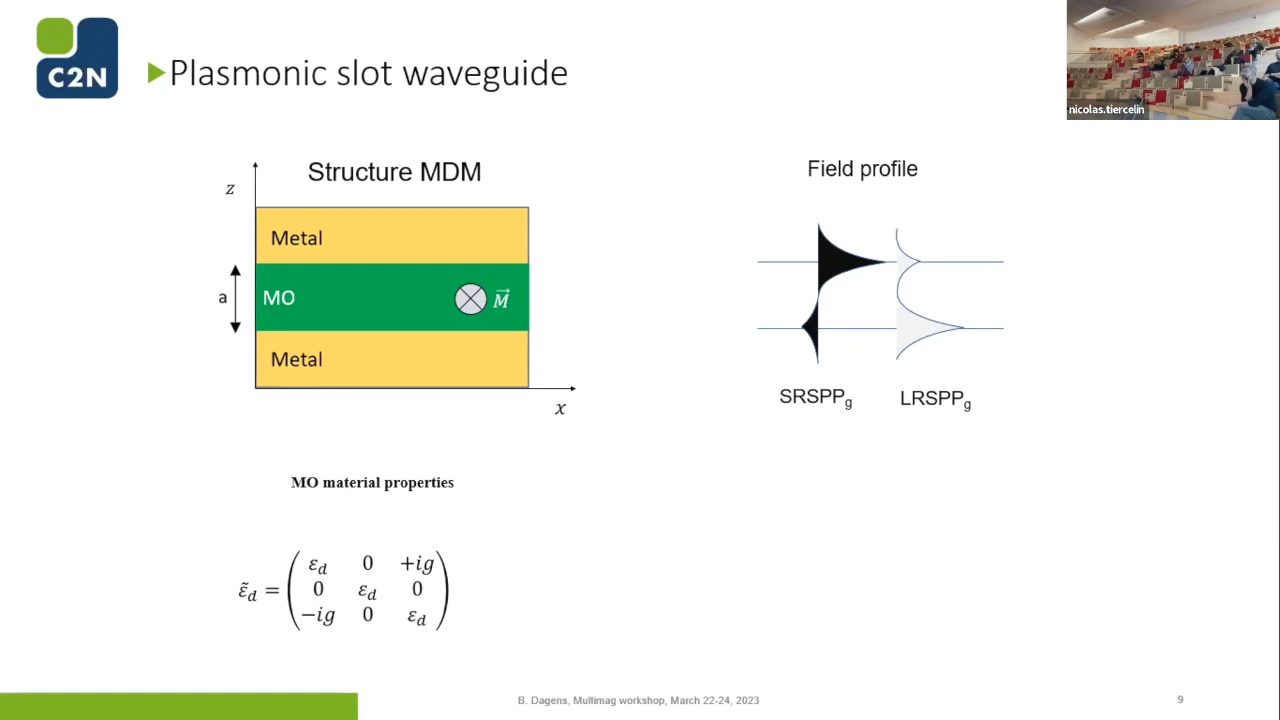 C2N
Plasmonic slot waveguide
nicolas.tiercelin
Structure MDM
z
Metal
a
MO
M⃗
Metal
x
Field profile
SRSPPg
LRSPPg
MO material properties
ε̃d = ( εd 0 +ig
0 εd 0
−ig 0 εd )
B. Dagens, Multimag workshop, March 22-24, 2023
9